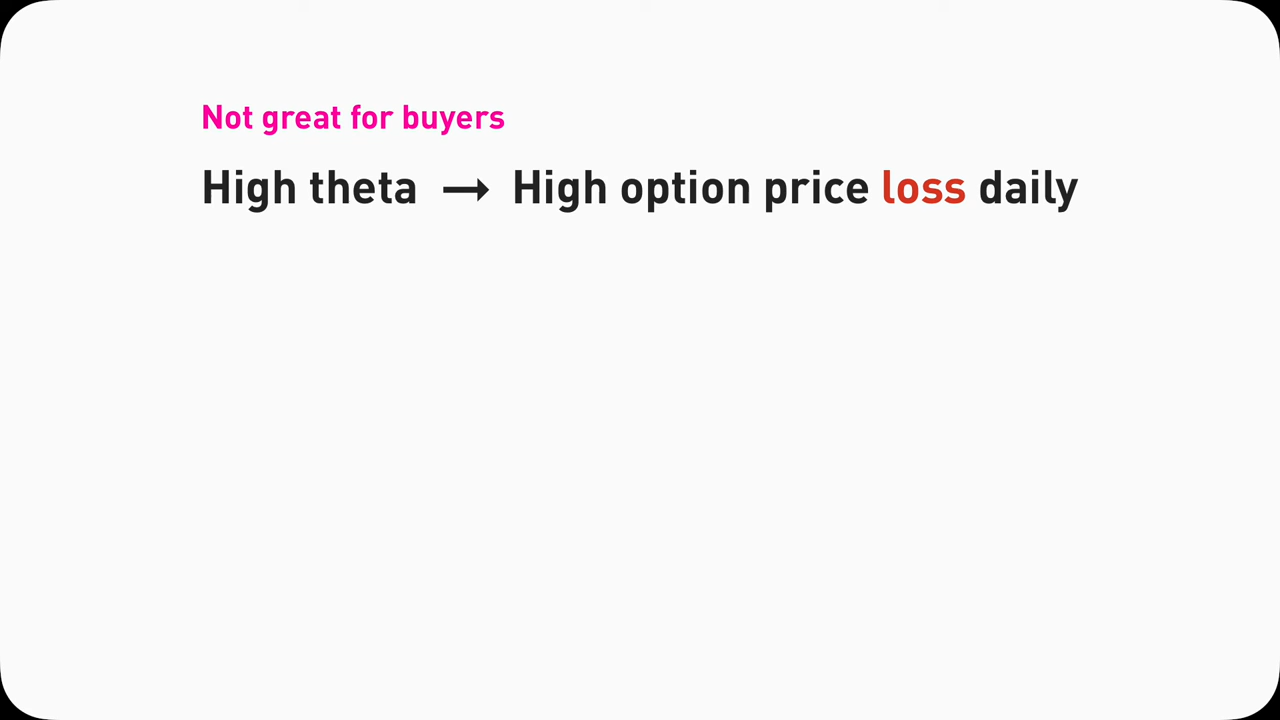 Not great for buyers
High theta → High option price loss daily